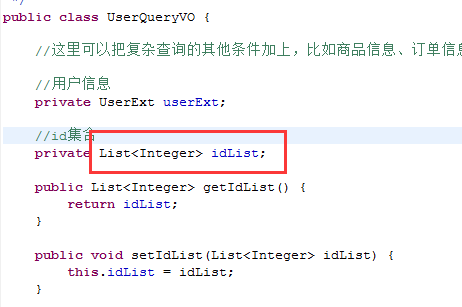 */
public class UserQueryVO {
//这里可以把复杂查询的其他条件加上，比如商品信息、订单信息
//用户信息
private UserExt userExt;
//id集合
private List<Integer> idList;
public List<Integer> getIdList() {
return idList;
}
public void setIdList(List<Integer> idList) {
this.idList = idList;
}